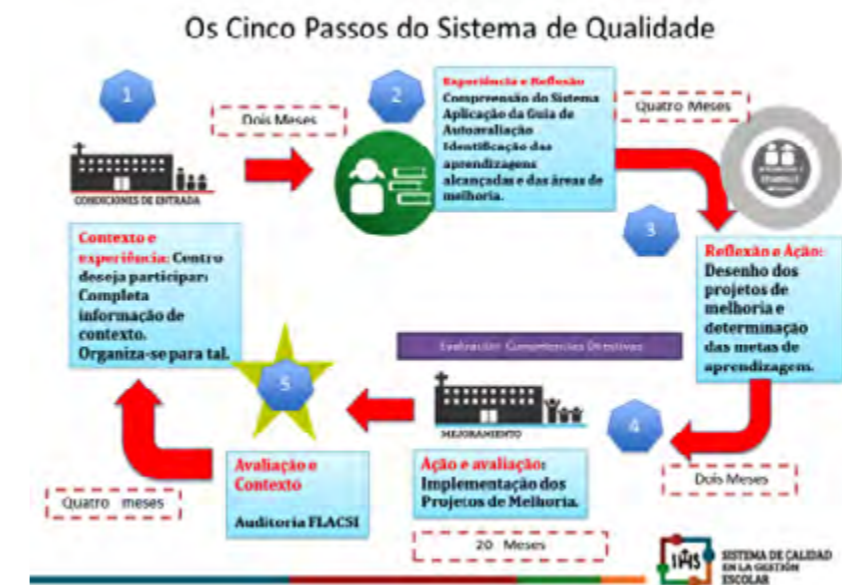 Os Cinco Passos do Sistema de Qualidade
1
CONDICIONES DE ENTRADA
Contexto e
experiência: Centro
deseja participar:
Completa
informação de
contexto.
Organiza-se para tal.
Dois Meses
2
Experiência e Reflexão
Compreensão do Sistema
Aplicação da Guia de
Autoavaliação
Identificação das
aprendizagens
alcançadas e das áreas de
melhoria.
Quatro Meses
3
Reflexão e Ação:
Desenho dos
projetos de
melhoria e
determinação
das metas de
aprendizagem.
Dois Meses
4
MEJORAMIENTO
Ação e avaliação:
Implementação dos
Projetos de Melhoria.
20 Meses
Competencias Directivas
5
Avaliação e
Contexto
Auditoria FLACSI
Quatro meses
IHS
SISTEMA DE CALIDAD
EN LA GESTIÓN
ESCOLAR